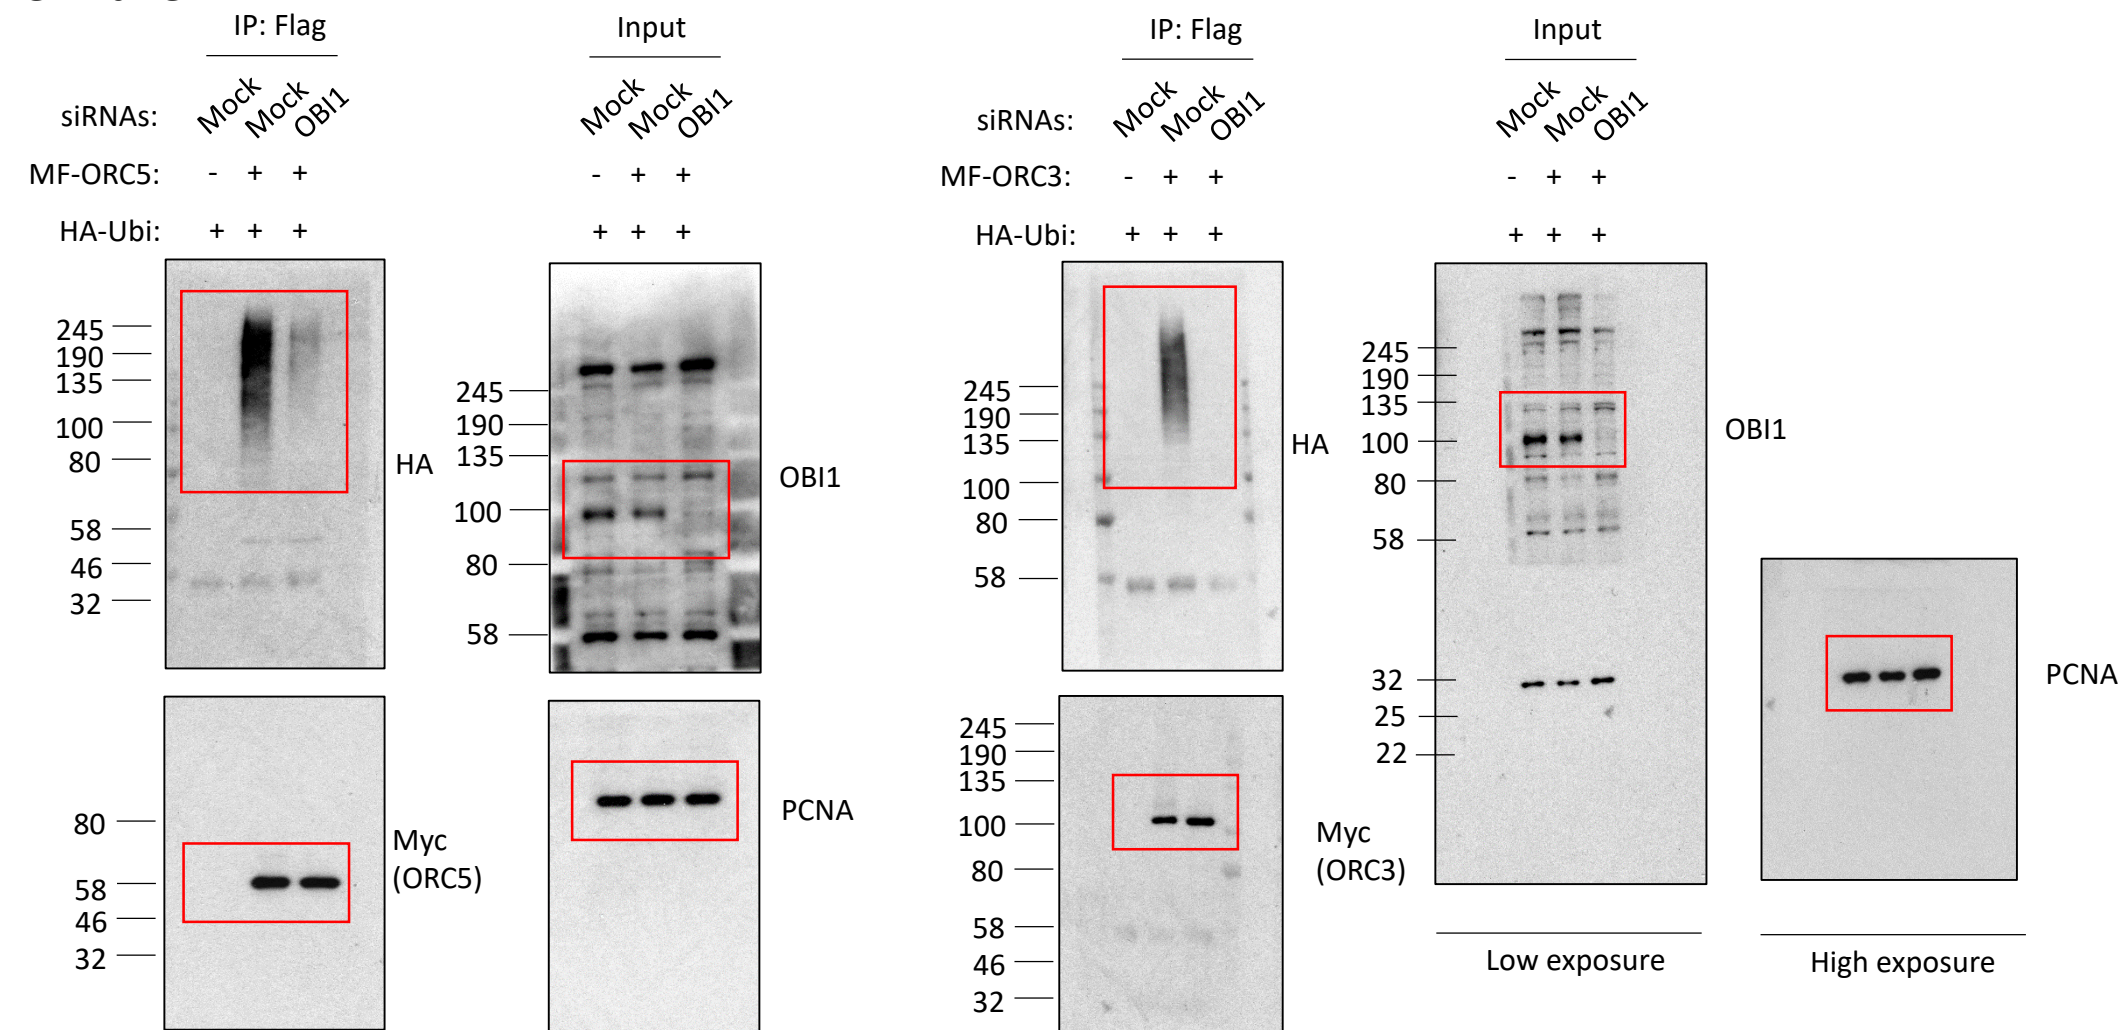 IP: Flag
Input
siRNAs:
Mock
Mock
OBI1
Mock
Mock
OBI1
MF-ORC5:
- + +
- + +
HA-Ubi:
+ + +
+ + +
245
190
135
100
80
58
46
32
HA
245
190
135
100
80
58
OBI1
80
58
46
32
Myc
(ORC5)
PCNA
IP: Flag
Input
siRNAs:
Mock
Mock
OBI1
Mock
Mock
OBI1
MF-ORC3:
- + +
- + +
HA-Ubi:
+ + +
+ + +
245
190
135
100
80
58
HA
245
190
135
100
80
58
32
25
22
OBI1
PCNA
245
190
135
100
80
58
46
32
Myc
(ORC3)
Low exposure
High exposure